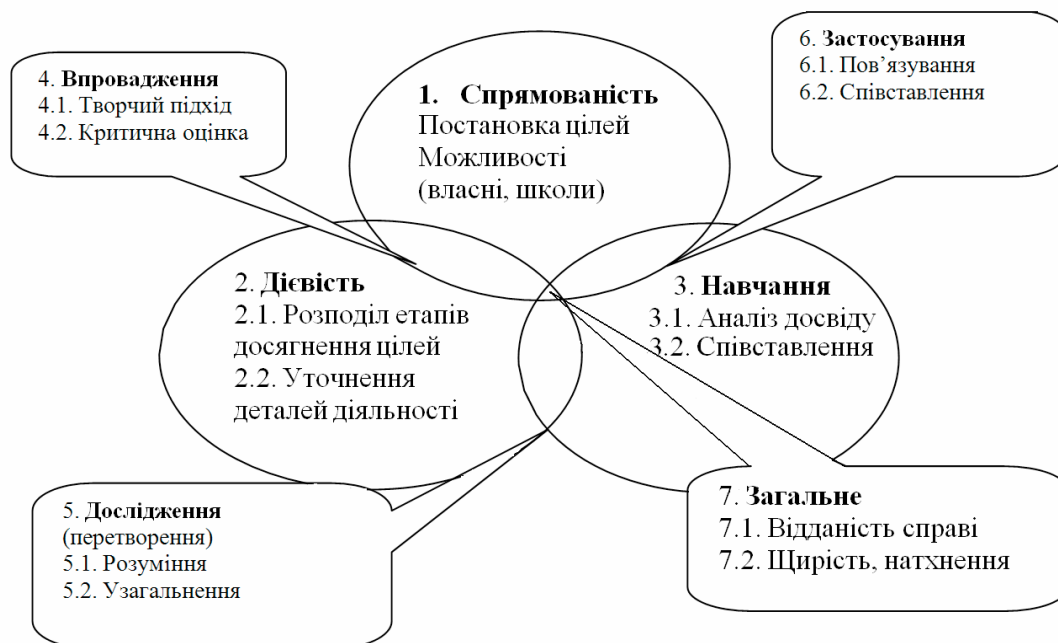 1. Спрямованість
Постановка цілей
Можливості
(власні, школи)
2. Дієвість
2.1. Розподіл етапів
досягнення цілей
2.2. Уточнення
деталей діяльності
3. Навчання
3.1. Аналіз досвіду
3.2. Співставлення
4. Впровадження
4.1. Творчий підхід
4.2. Критична оцінка
5. Дослідження
(перетворення)
5.1. Розуміння
5.2. Узагальнення
6. Застосування
6.1. Пов’язування
6.2. Співставлення
7. Загальне
7.1. Відданість справі
7.2. Щирість, натхнення